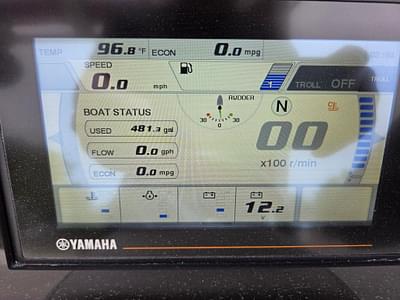 TEMP 96.8 °F ECON 0.0 mpg
SPEED
0.0 mph
TROLL OFF TROLL
BOAT STATUS
RUDDER
N
USED 481.3 gal
30 0 30
00
FLOW 0.0 gph
x100 r/min
ECON 0.0 mpg
12.2
V
YAMAHA